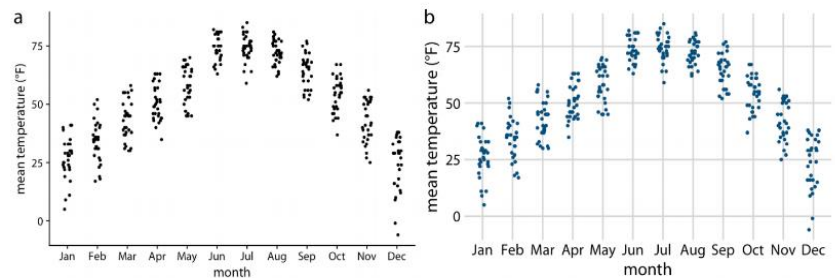 a
mean temperature (°F)
75
50
25
0
Jan Feb Mar Apr May Jun Jul Aug Sep Oct Nov Dec
month
b
mean temperature (°F)
75
50
25
0
Jan Feb Mar Apr May Jun Jul Aug Sep Oct Nov Dec
month